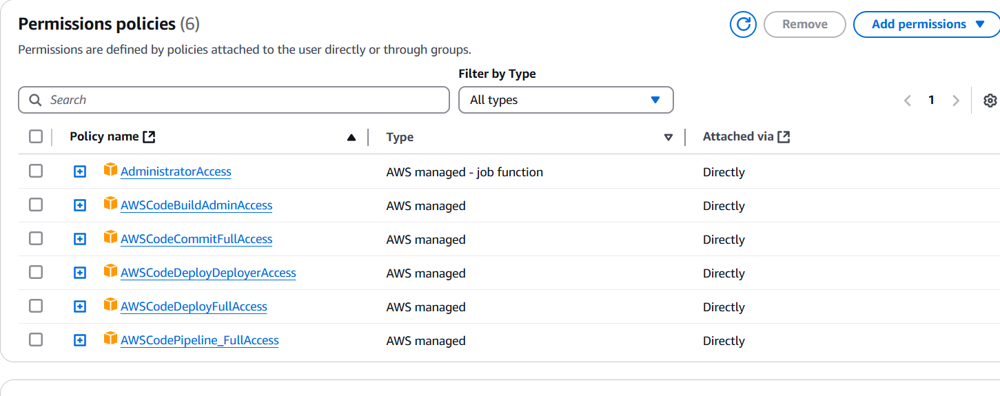 Permissions policies (6)
Remove
Add permissions
Permissions are defined by policies attached to the user directly or through groups.
Filter by Type
Search
All types
1
Policy name
Type
Attached via
AdministratorAccess
AWS managed - job function
Directly
AWSCodeBuildAdminAccess
AWS managed
Directly
AWSCodeCommitFullAccess
AWS managed
Directly
AWSCodeDeployDeployerAccess
AWS managed
Directly
AWSCodeDeployFullAccess
AWS managed
Directly
AWSCodePipeline_FullAccess
AWS managed
Directly